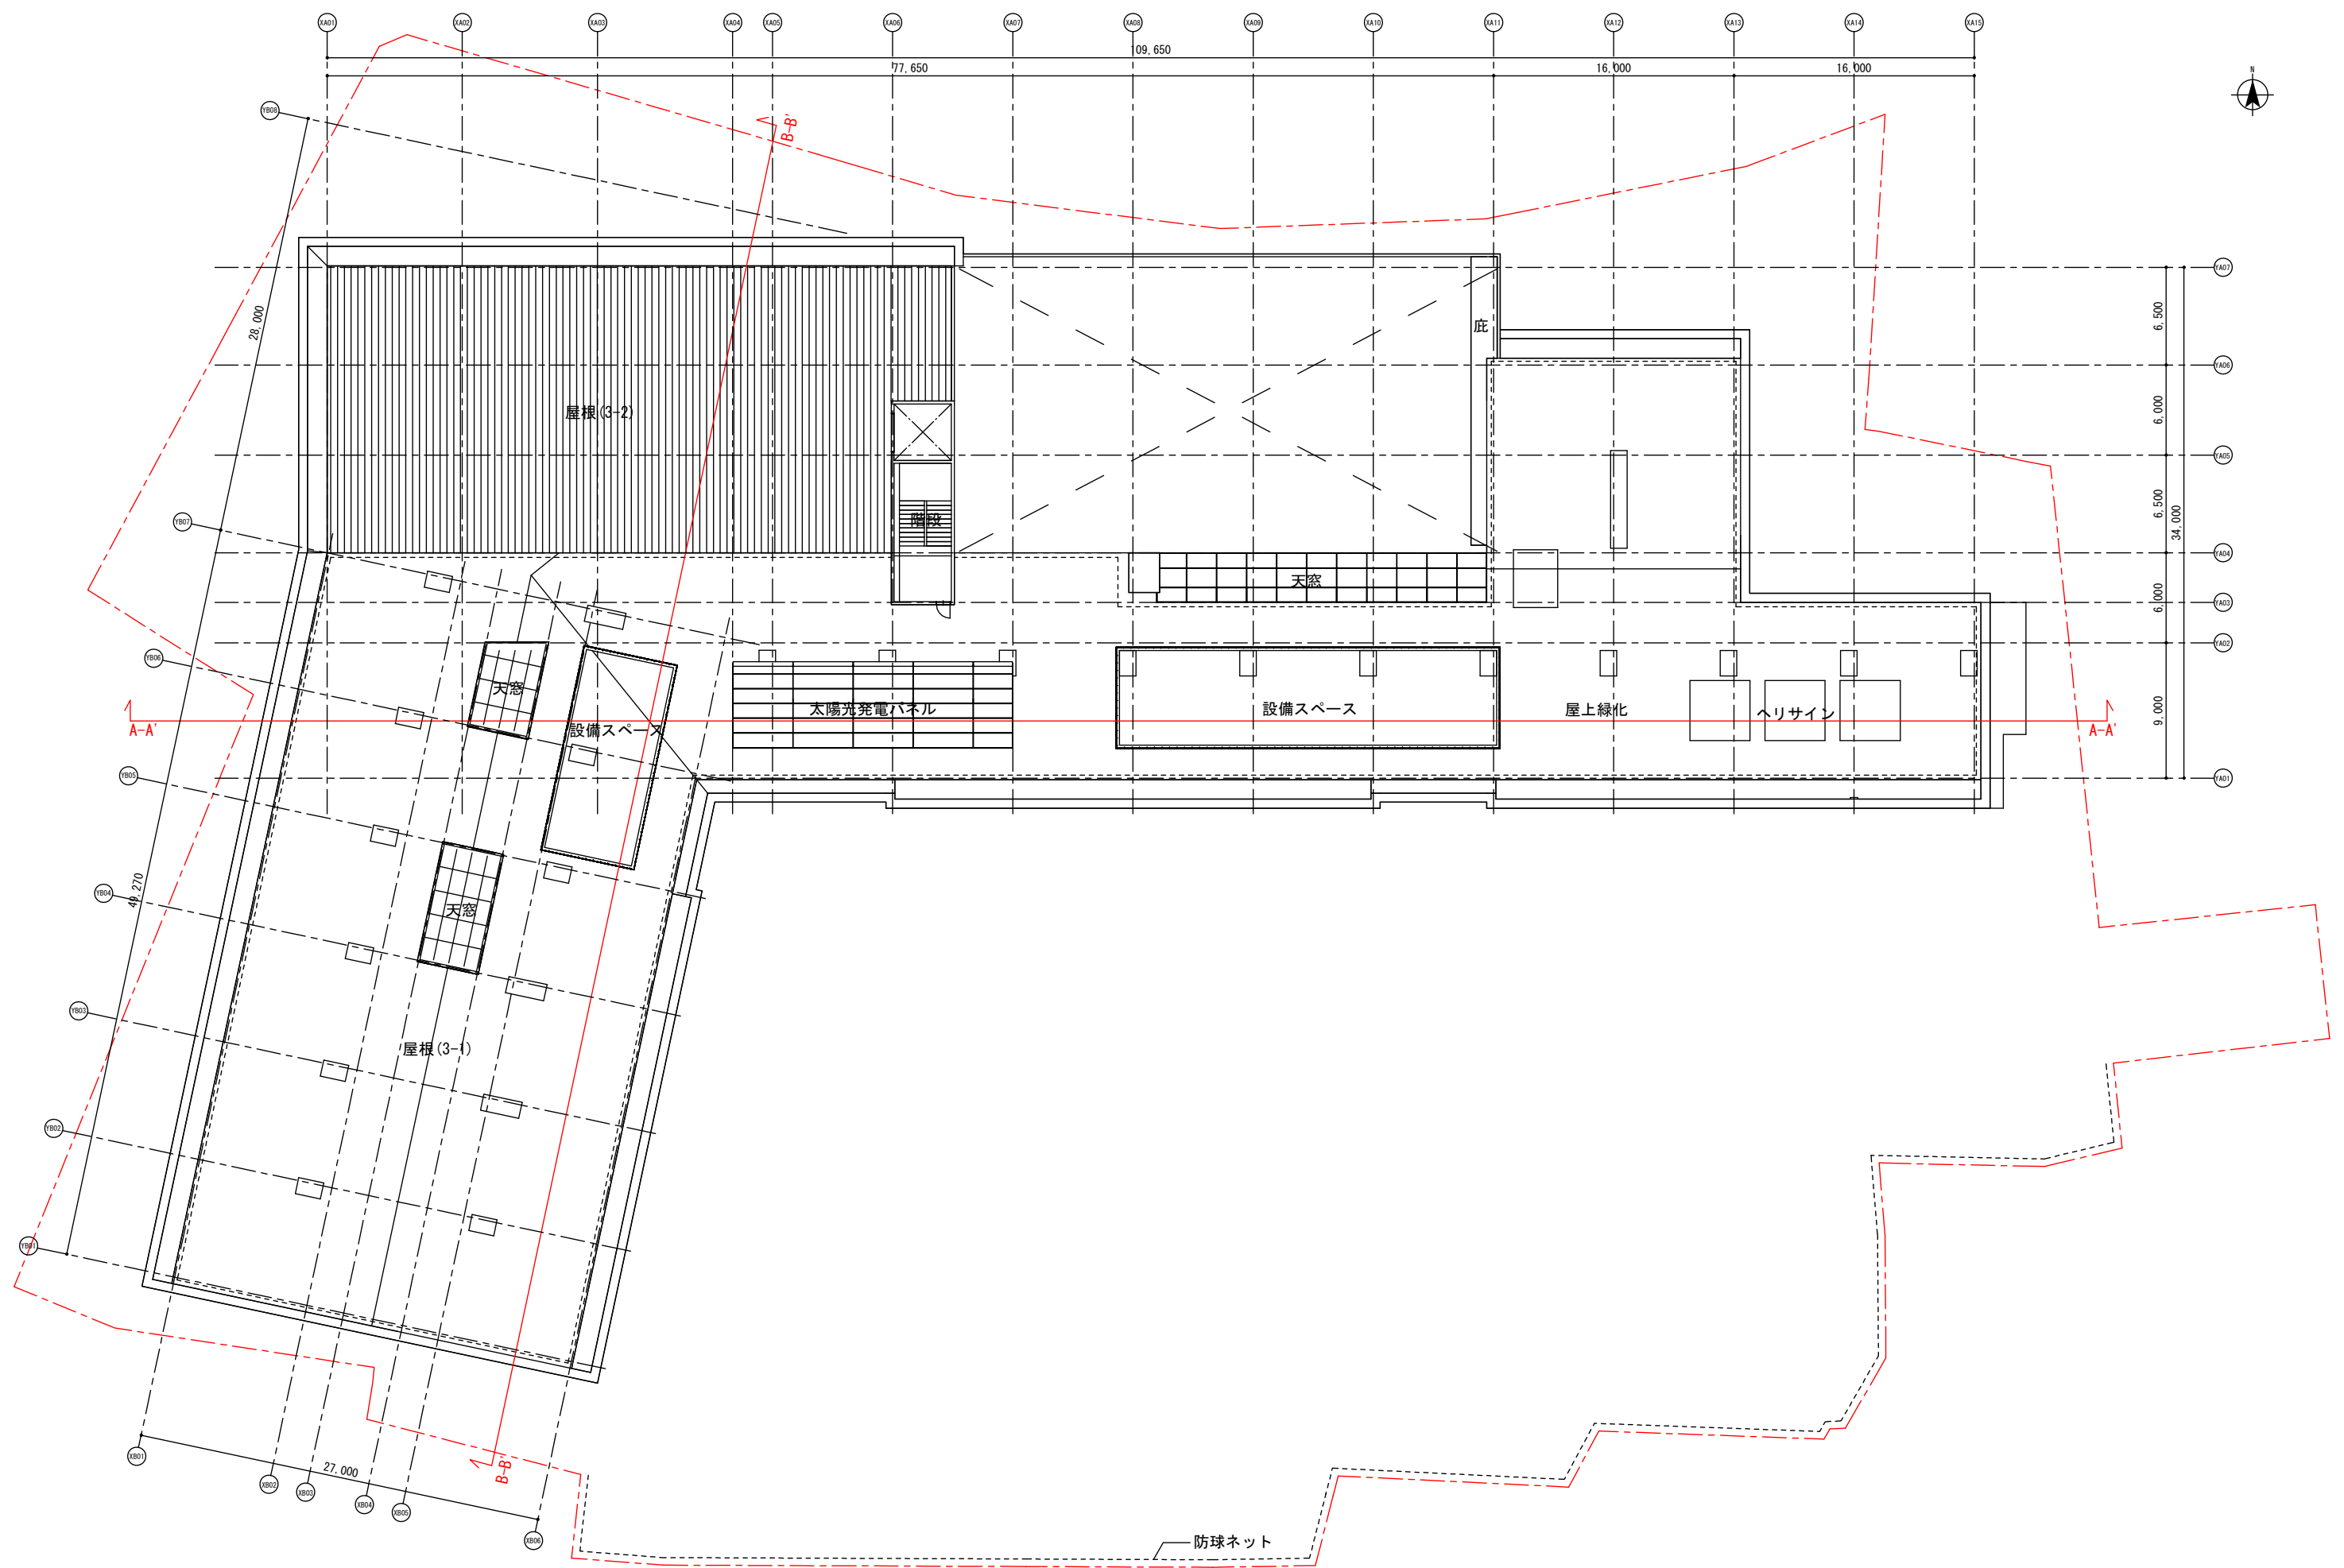 XA01 XA02 XA03 XA04 XA05 XA06 XA07 XA08 XA09 XA10 XA11 XA12 XA13 XA14 XA15
109,650
77,650 16,000 16,000
N
B-B'
YB08
YA07
28,000
6,500
庇
YA06
屋根(3-2)
6,000
YA05
6,500
34,000
階段
YB07
YA04
天窓
6,000
YA03
YB06
YA02
天窓
設備スペース
太陽光発電パネル
設備スペース
屋上緑化
ヘリサイン
9,000
A-A'
A-A'
YB05
YA01
49,270
YB04
天窓
YB03
屋根(3-1)
YB02
YB01
27,000
B-B'
XB01
XB02
XB03
XB04
XB05
XB06
防球ネット